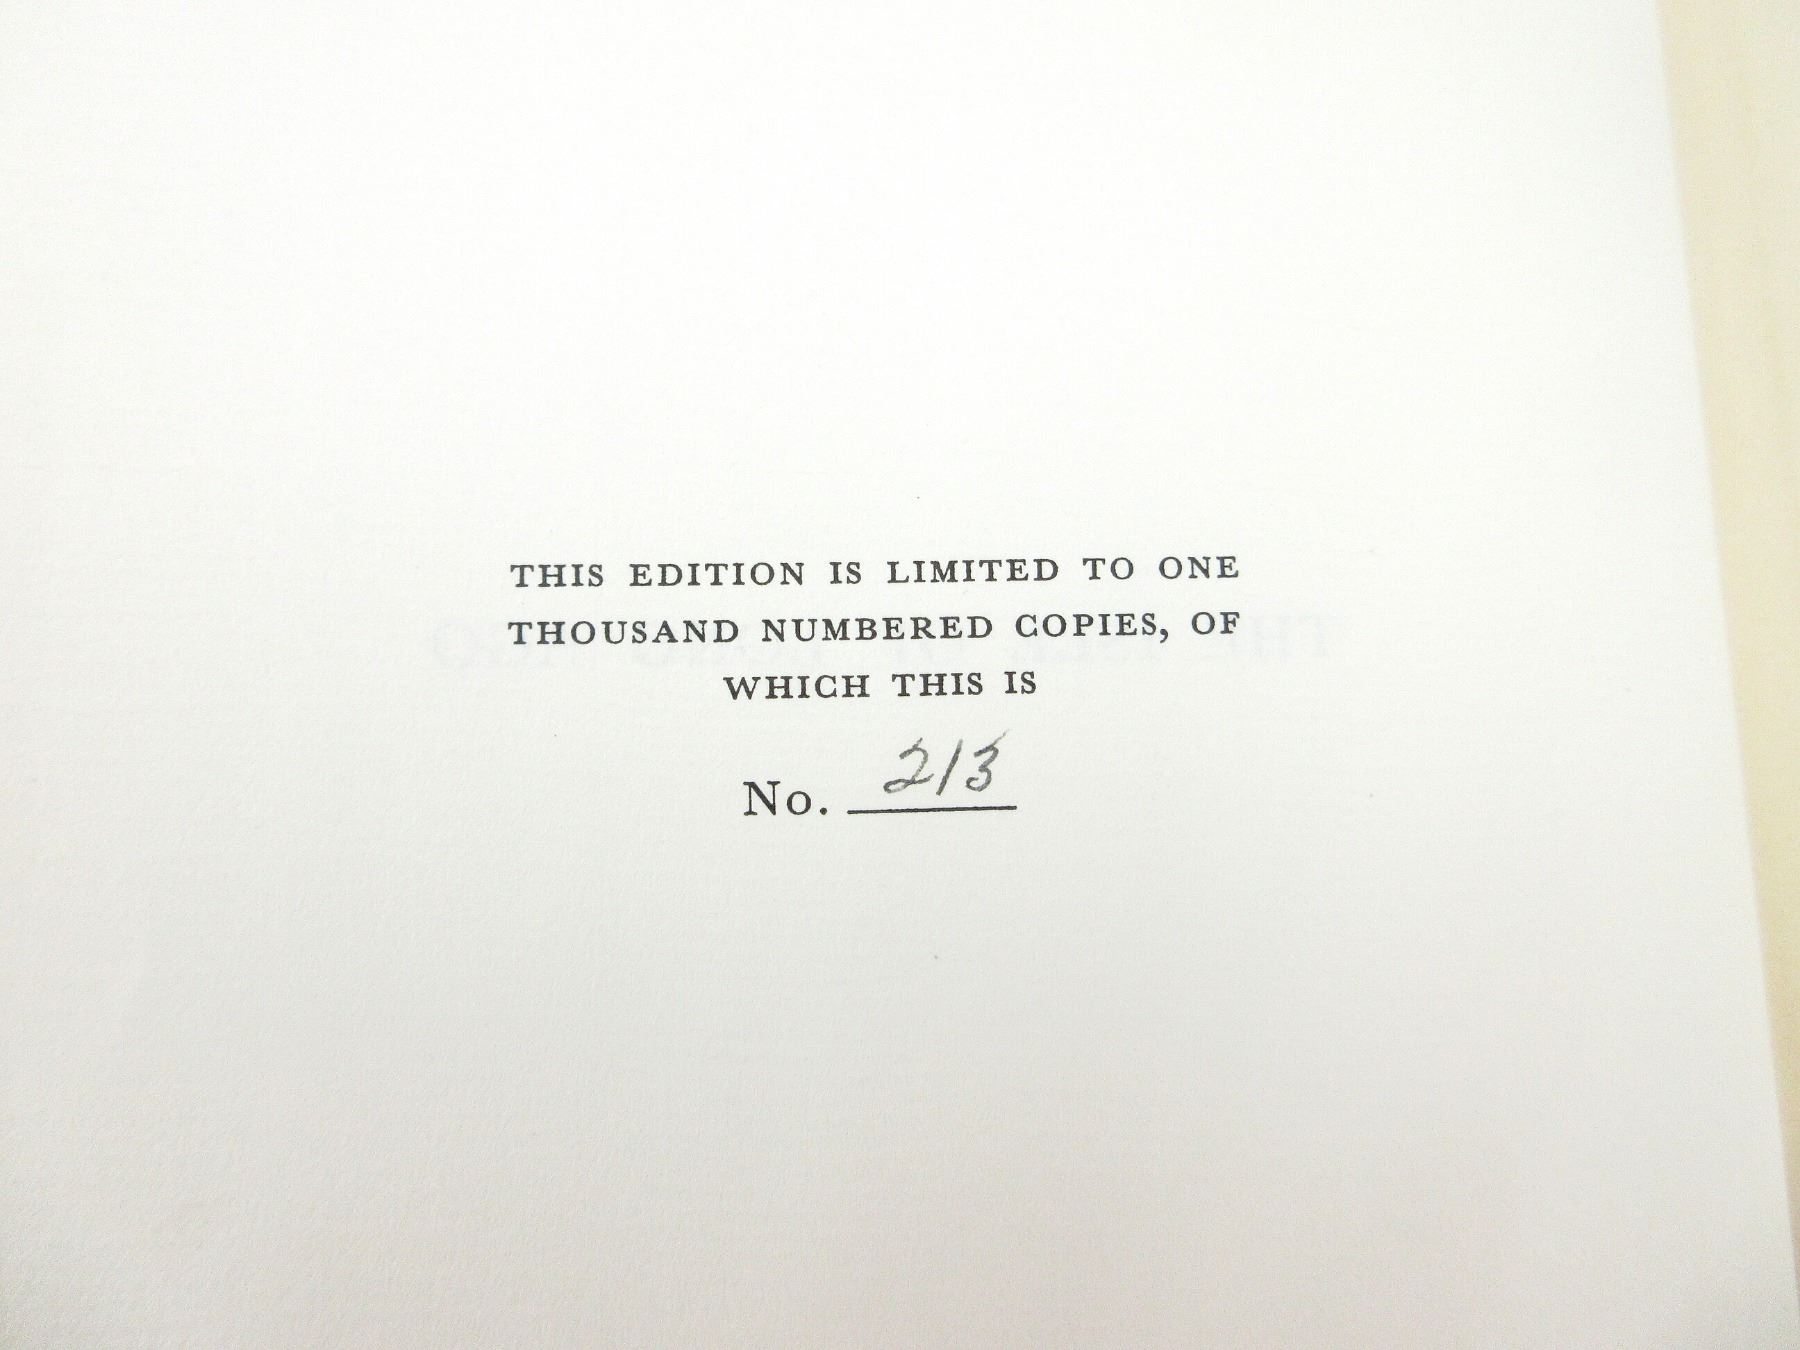 THIS EDITION IS LIMITED TO ONE
THOUSAND NUMBERED COPIES, OF
WHICH THIS IS
No. 213